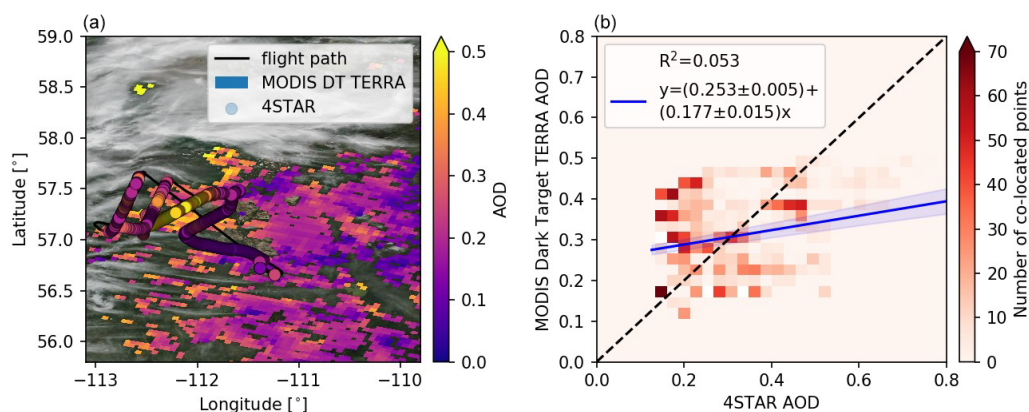 (a)
59.0
58.5
58.0
57.5
57.0
56.5
56.0
Latitude [°]
−113
−112
−111
−110
Longitude [°]
flight path
MODIS DT TERRA
4STAR
0.5
0.4
0.3
0.2
0.1
0.0
AOD
(b)
0.8
0.7
0.6
0.5
0.4
0.3
0.2
0.1
0.0
MODIS Dark Target TERRA AOD
0.0
0.2
0.4
0.6
0.8
4STAR AOD
R²=0.053
y=(0.253±0.005)+
(0.177±0.015)x
70
60
50
40
30
20
10
0
Number of co-located points